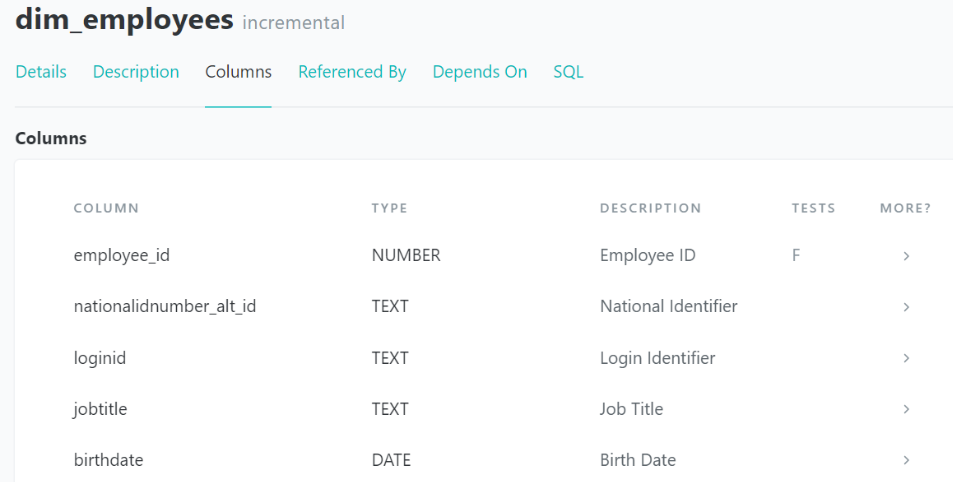 dim_employees incremental
Details Description Columns Referenced By Depends On SQL
Columns
COLUMN TYPE DESCRIPTION TESTS MORE?
employee_id NUMBER Employee ID F >
nationalidnumber_alt_id TEXT National Identifier >
loginid TEXT Login Identifier >
jobtitle TEXT Job Title >
birthdate DATE Birth Date >